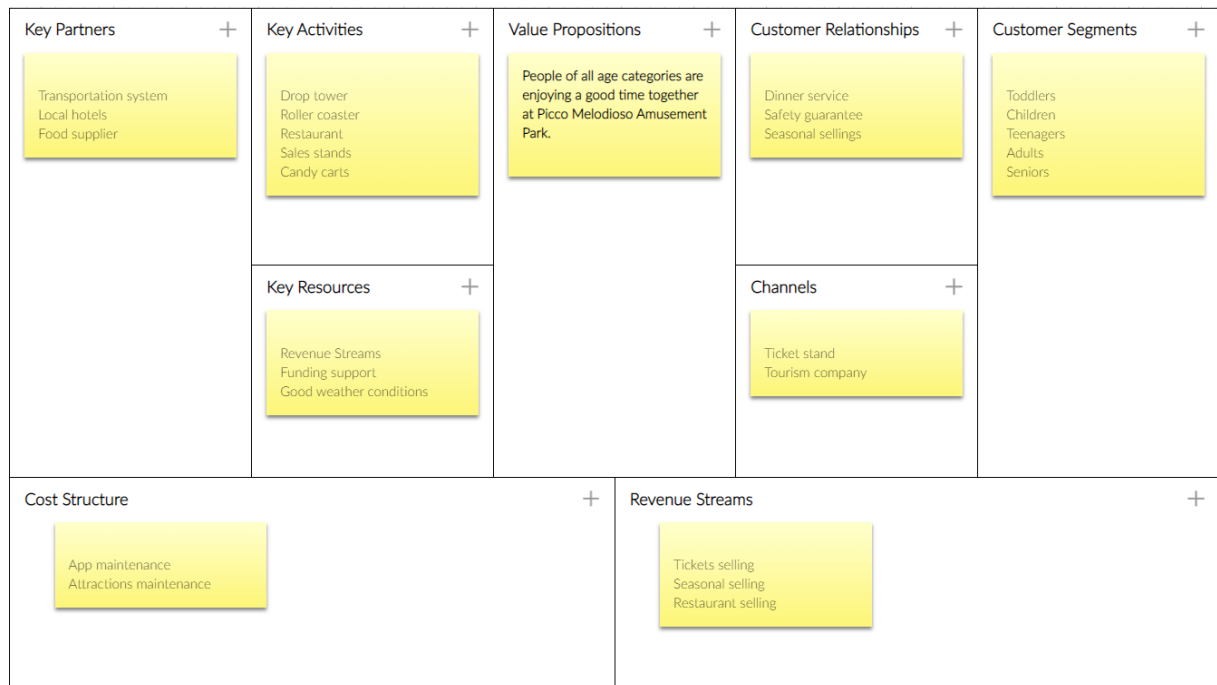 Key Partners
Transportation system
Local hotels
Food supplier
Key Activities
Drop tower
Roller coaster
Restaurant
Sales stands
Candy carts
Key Resources
Revenue Streams
Funding support
Good weather conditions
Value Propositions
People of all age categories are
enjoying a good time together
at Picco Melodioso Amusement
Park.
Customer Relationships
Dinner service
Safety guarantee
Seasonal sellings
Channels
Ticket stand
Tourism company
Customer Segments
Toddlers
Children
Teenagers
Adults
Seniors
Cost Structure
App maintenance
Attractions maintenance
Revenue Streams
Tickets selling
Seasonal selling
Restaurant selling